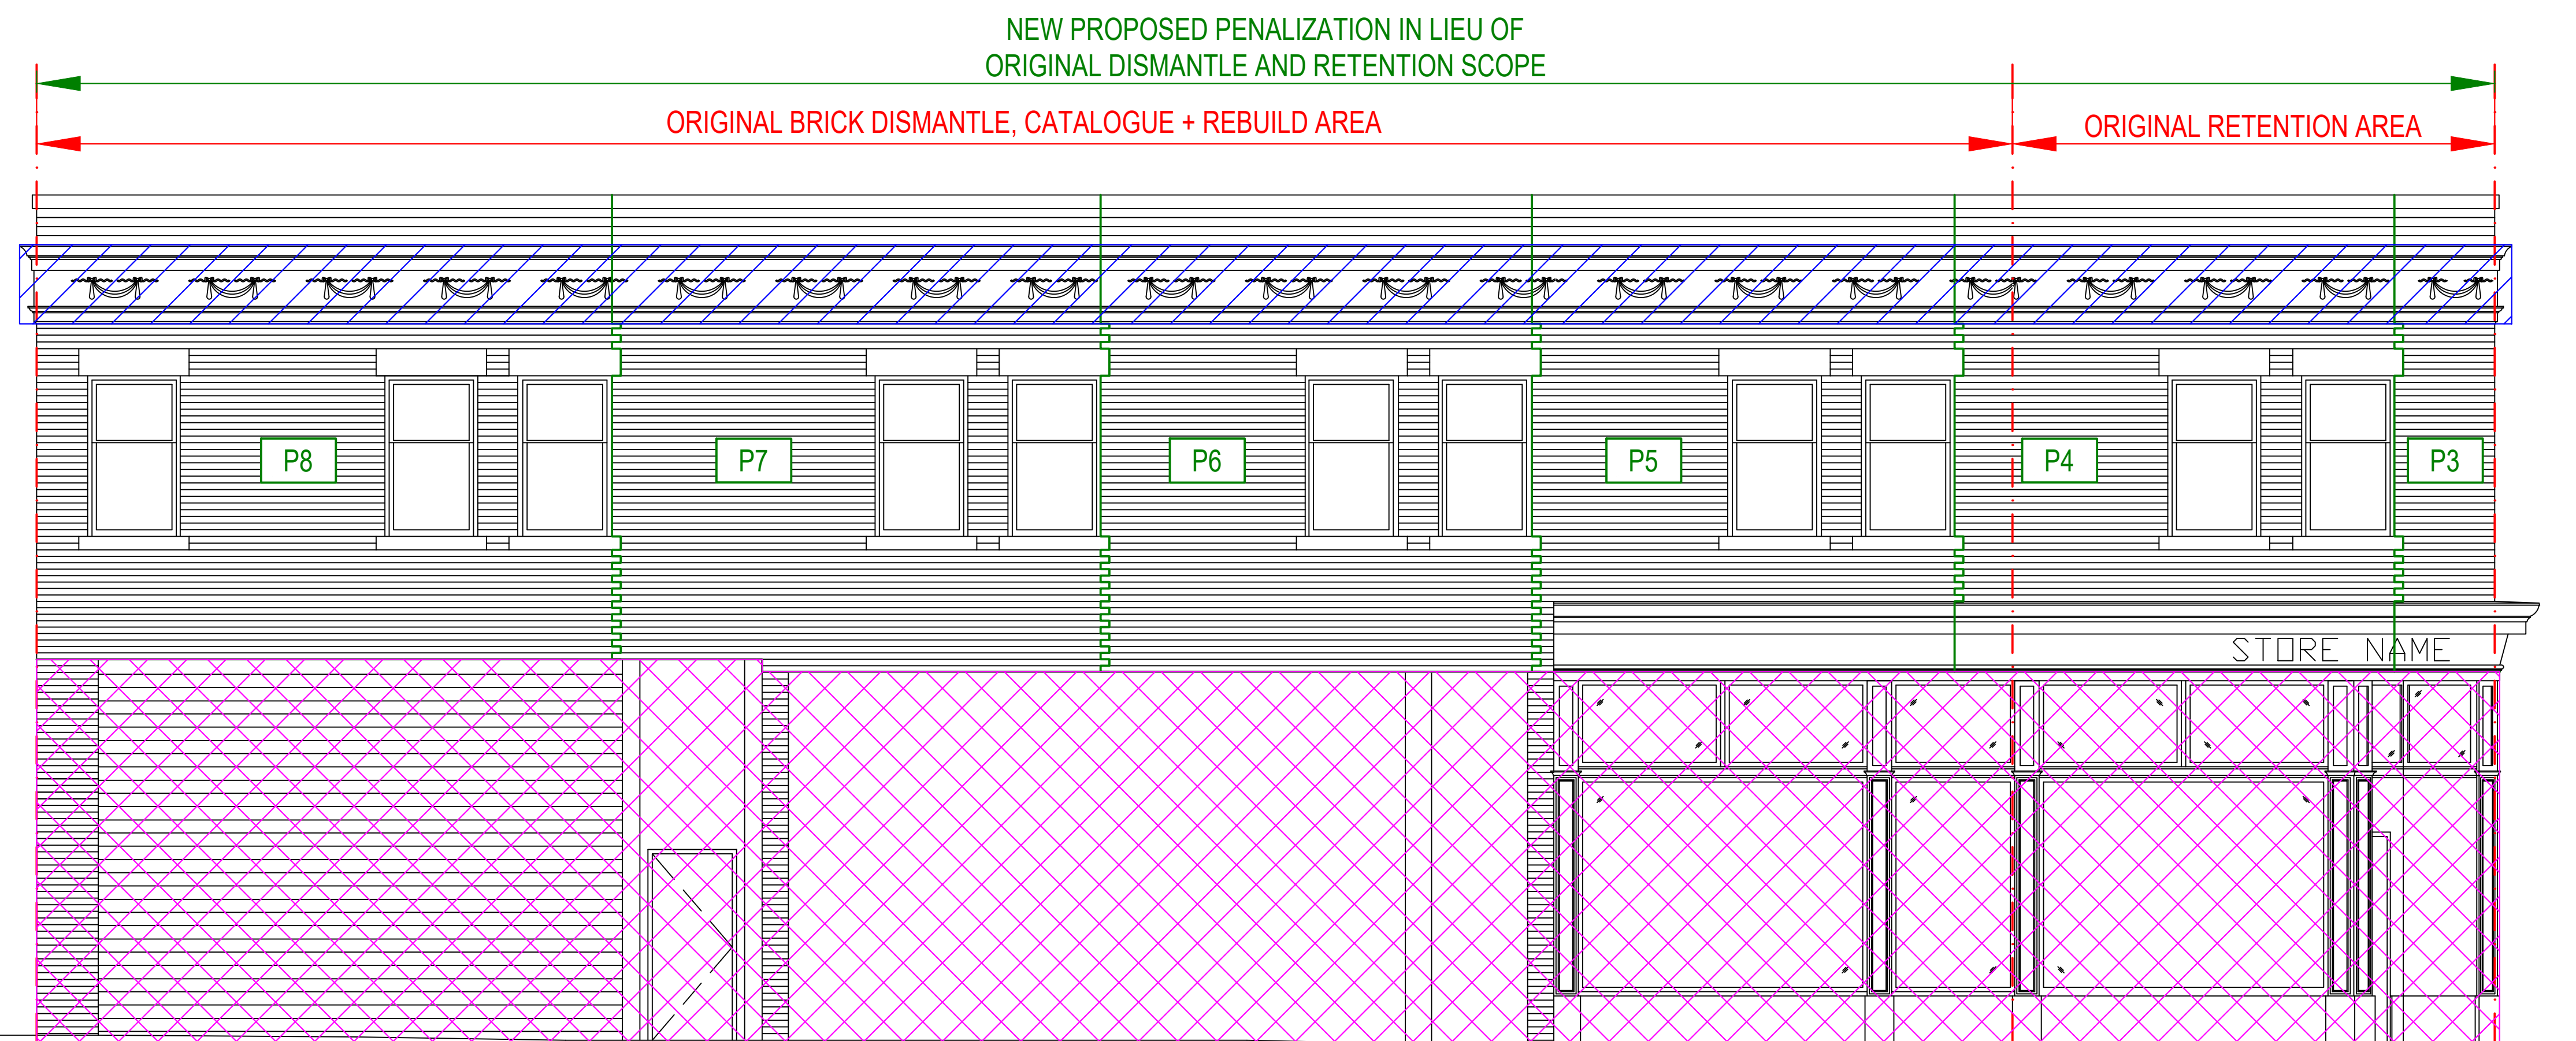 NEW PROPOSED PENALIZATION IN LIEU OF
ORIGINAL DISMANTLE AND RETENTION SCOPE
ORIGINAL BRICK DISMANTLE, CATALOGUE + REBUILD AREA
ORIGINAL RETENTION AREA
P8
P7
P6
P5
P4
P3
STORE NAME